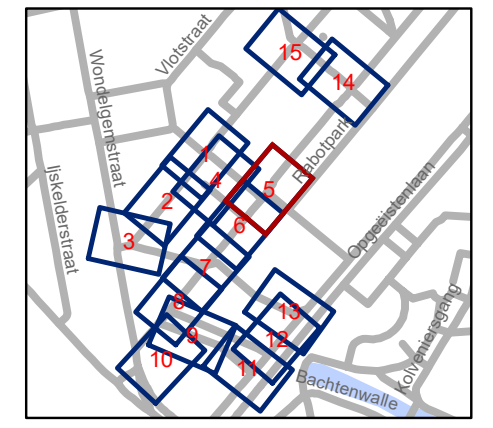 Vlotstraat
15
14
Wondelgemstraat
Rabotpark
1
4
5
2
6
3
Ijskelderstraat
Opgeëistenlaan
7
8
13
9
12
10
11
Kolveniersgang
Bachtenwalle